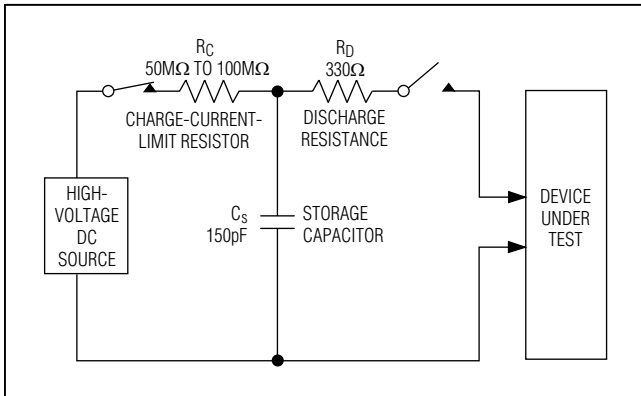 R_C
50MΩ TO 100MΩ
CHARGE-CURRENT-
LIMIT RESISTOR
R_D
330Ω
DISCHARGE
RESISTANCE
HIGH-
VOLTAGE
DC
SOURCE
C_S
150pF
STORAGE
CAPACITOR
DEVICE
UNDER
TEST